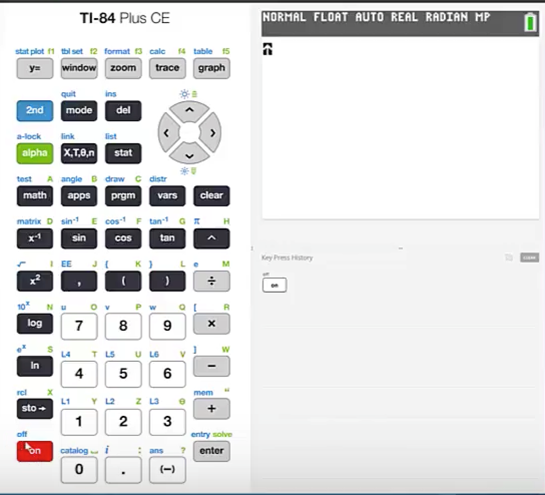 TI-84 Plus CE
NORMAL FLOAT AUTO REAL RADIAN MP
stat plot f1 tbl set f2 format f3 calc f4 table f5
y= window zoom trace graph
quit ins
2nd mode del
a-lock link list
alpha X,T,θ,n stat
test A angle B draw C distr
math apps prgm vars clear
matrix D sin⁻¹ E cos⁻¹ F tan⁻¹ G π H
x⁻¹ sin cos tan ^
√‾ I EE J { K } L e M
x² , ( ) ÷
10ˣ N u O v P w Q [ R
log 7 8 9 ×
eˣ S L4 T L5 U L6 V ] W
ln 4 5 6 −
rcl X L1 Y L2 Z L3 θ mem "
sto→ 1 2 3 +
off catalog i : ans ? entry solve
on 0 . (−) enter
Key Press History
CLEAR
off
on